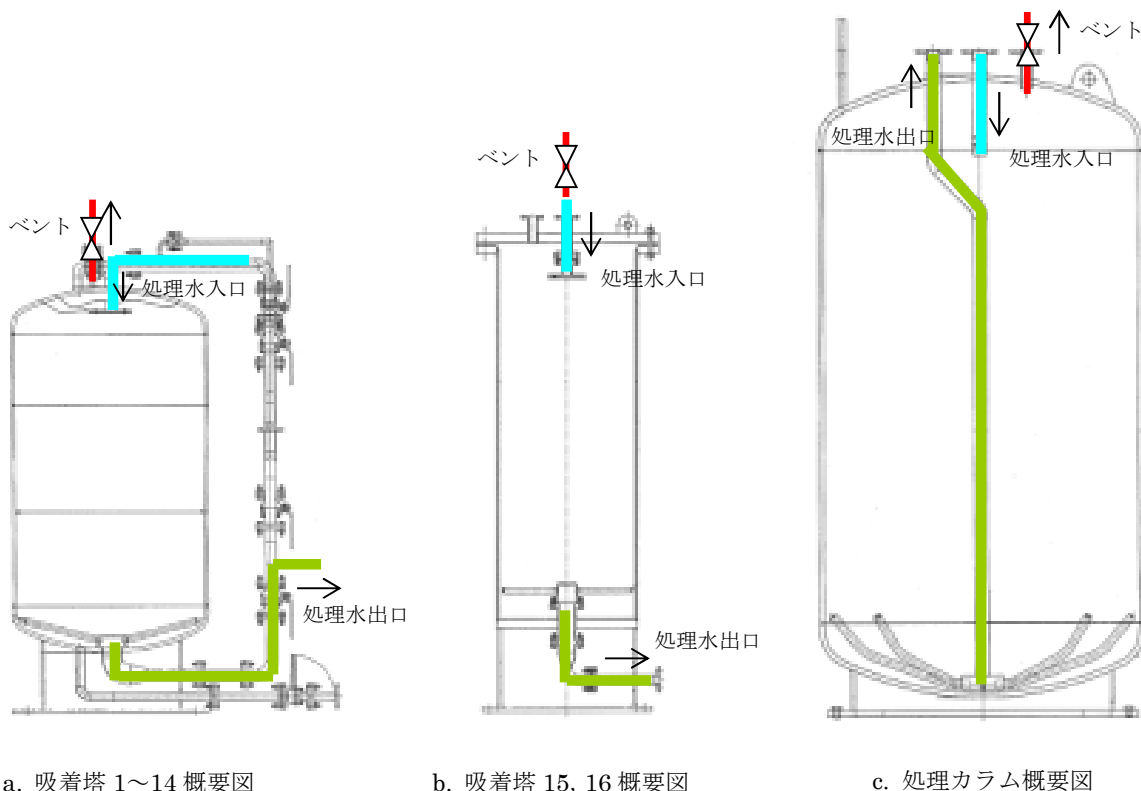 ベント
処理水入口
処理水出口
a. 吸着塔 1～14 概要図
ベント
処理水入口
処理水出口
b. 吸着塔 15, 16 概要図
ベント
処理水出口
処理水入口
c. 処理カラム概要図